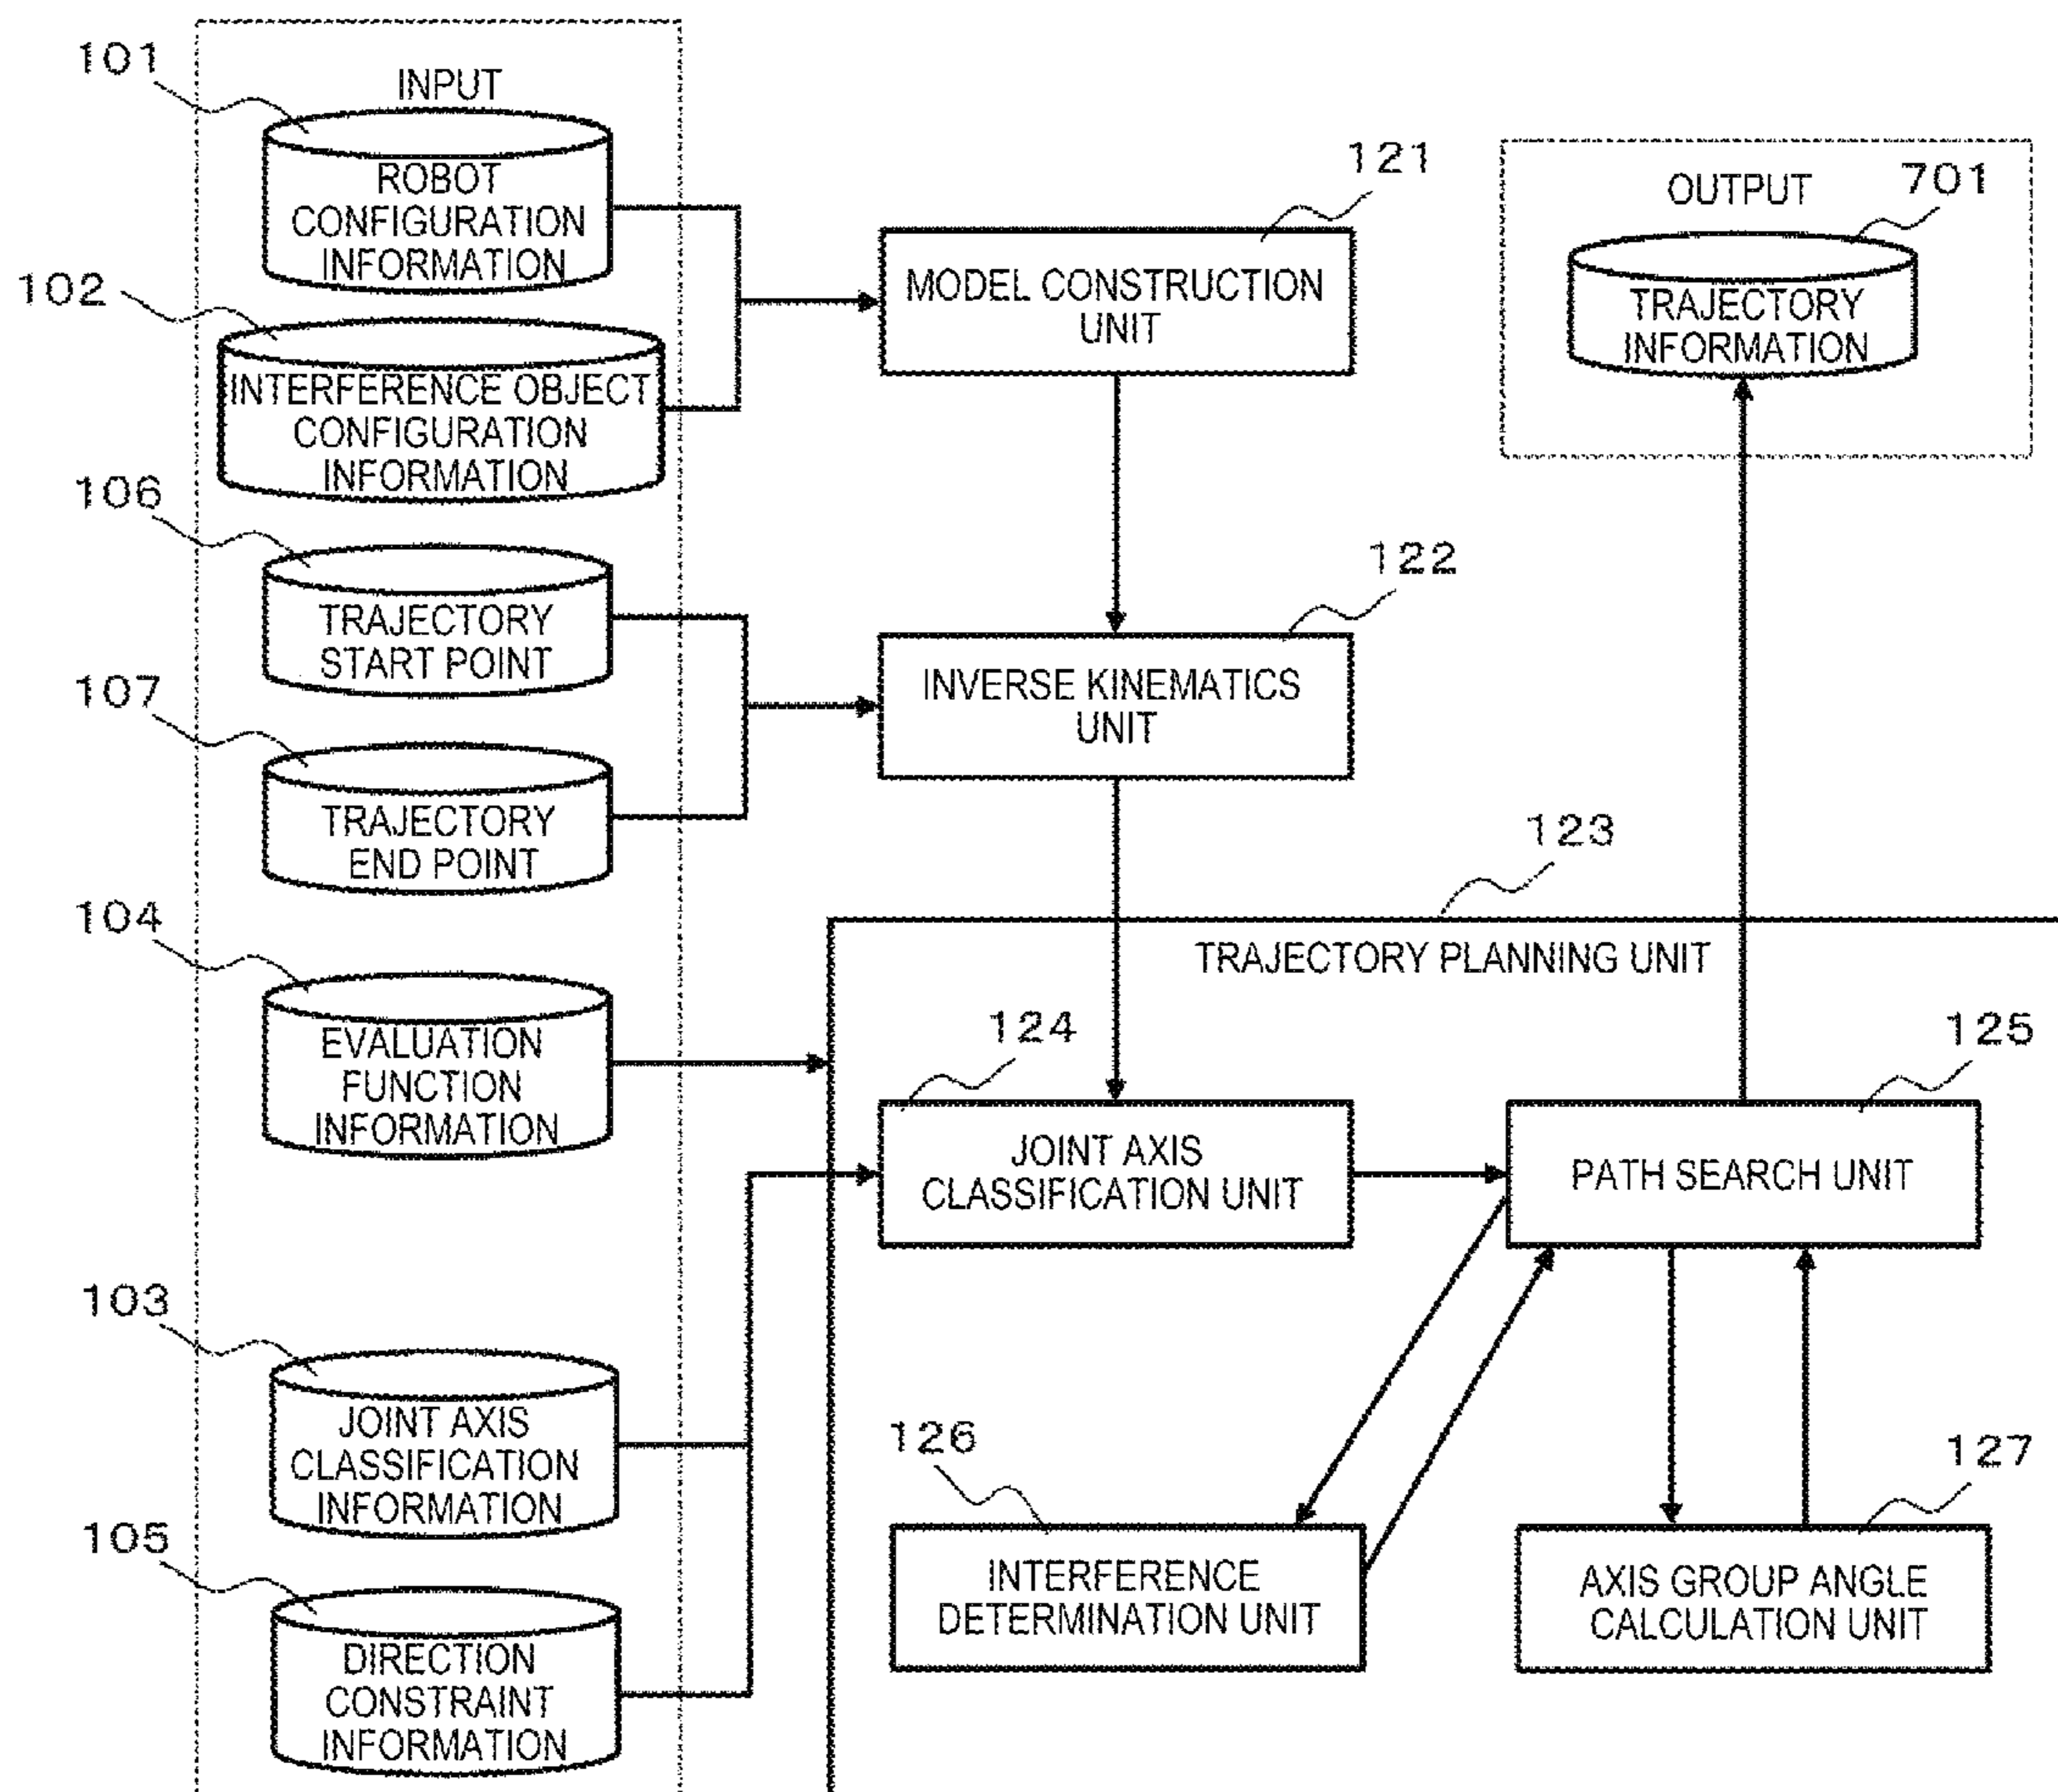 101
INPUT
ROBOT
CONFIGURATION
INFORMATION
102
INTERFERENCE OBJECT
CONFIGURATION
INFORMATION
106
TRAJECTORY
START POINT
107
TRAJECTORY
END POINT
104
EVALUATION
FUNCTION
INFORMATION
103
JOINT AXIS
CLASSIFICATION
INFORMATION
105
DIRECTION
CONSTRAINT
INFORMATION
121
MODEL CONSTRUCTION
UNIT
122
INVERSE KINEMATICS
UNIT
OUTPUT
701
TRAJECTORY
INFORMATION
123
TRAJECTORY PLANNING UNIT
124
JOINT AXIS
CLASSIFICATION UNIT
125
PATH SEARCH UNIT
126
INTERFERENCE
DETERMINATION UNIT
127
AXIS GROUP ANGLE
CALCULATION UNIT